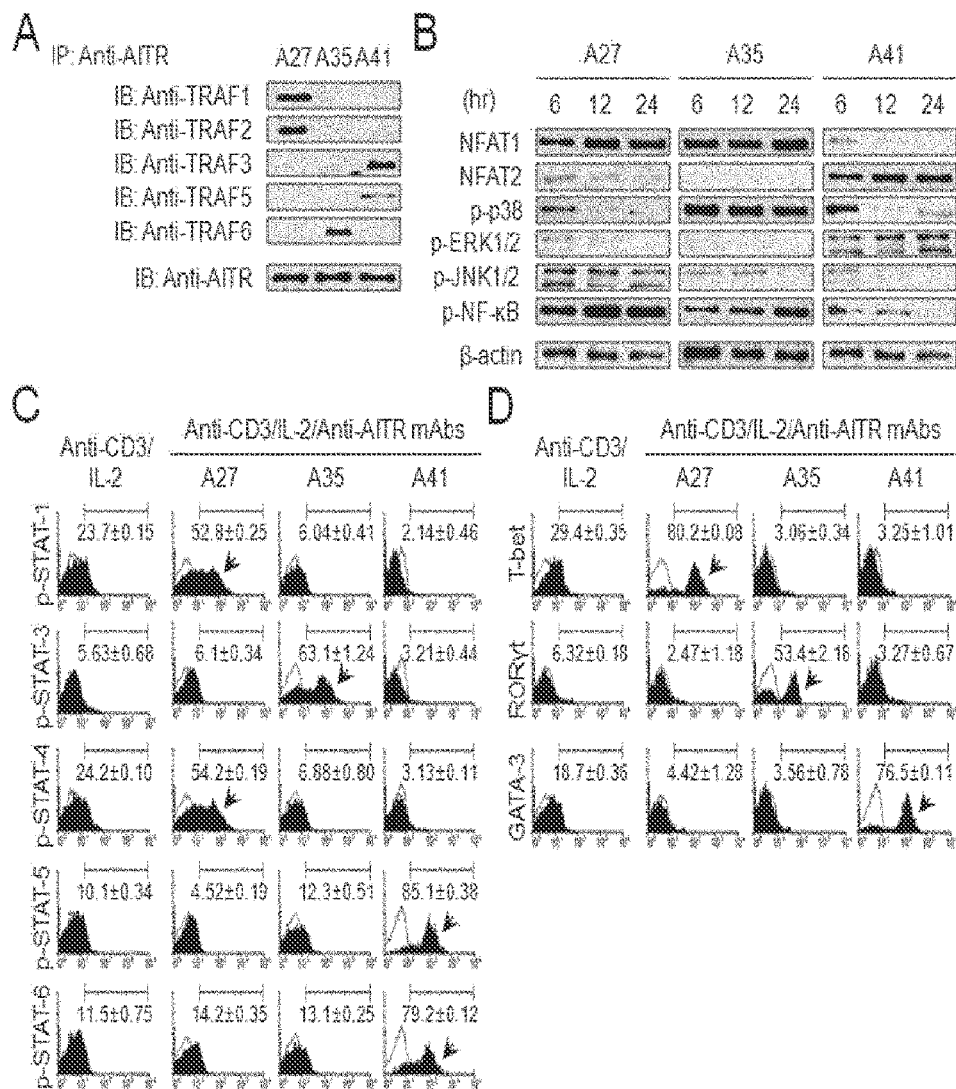 A
IP: Anti-AITR
A27 A35 A41
IB: Anti-TRAF1
IB: Anti-TRAF2
IB: Anti-TRAF3
IB: Anti-TRAF5
IB: Anti-TRAF6
IB: Anti-AITR
B
A27 A35 A41
(hr) 6 12 24 6 12 24 6 12 24
NFAT1
NFAT2
p-p38
p-ERK1/2
p-JNK1/2
p-NF-κB
β-actin
C
Anti-CD3/
IL-2
Anti-CD3/IL-2/Anti-AITR mAbs
A27 A35 A41
p-STAT-1
23.7±0.15 52.8±0.25 6.04±0.41 2.14±0.46
p-STAT-3
5.63±0.68 6.1±0.34 63.1±1.24 3.21±0.44
p-STAT-4
24.2±0.10 54.2±0.19 6.88±0.80 3.13±0.11
p-STAT-5
10.1±0.34 4.52±0.19 12.3±0.51 85.1±0.38
p-STAT-6
11.5±0.75 14.2±0.35 13.1±0.25 79.2±0.12
D
Anti-CD3/
IL-2
Anti-CD3/IL-2/Anti-AITR mAbs
A27 A35 A41
T-bet
29.4±0.35 80.2±0.08 3.06±0.34 3.25±1.01
RORγt
6.32±0.18 2.47±1.18 53.4±2.16 3.27±0.67
GATA-3
18.7±0.36 4.42±1.28 3.56±0.78 76.5±0.11